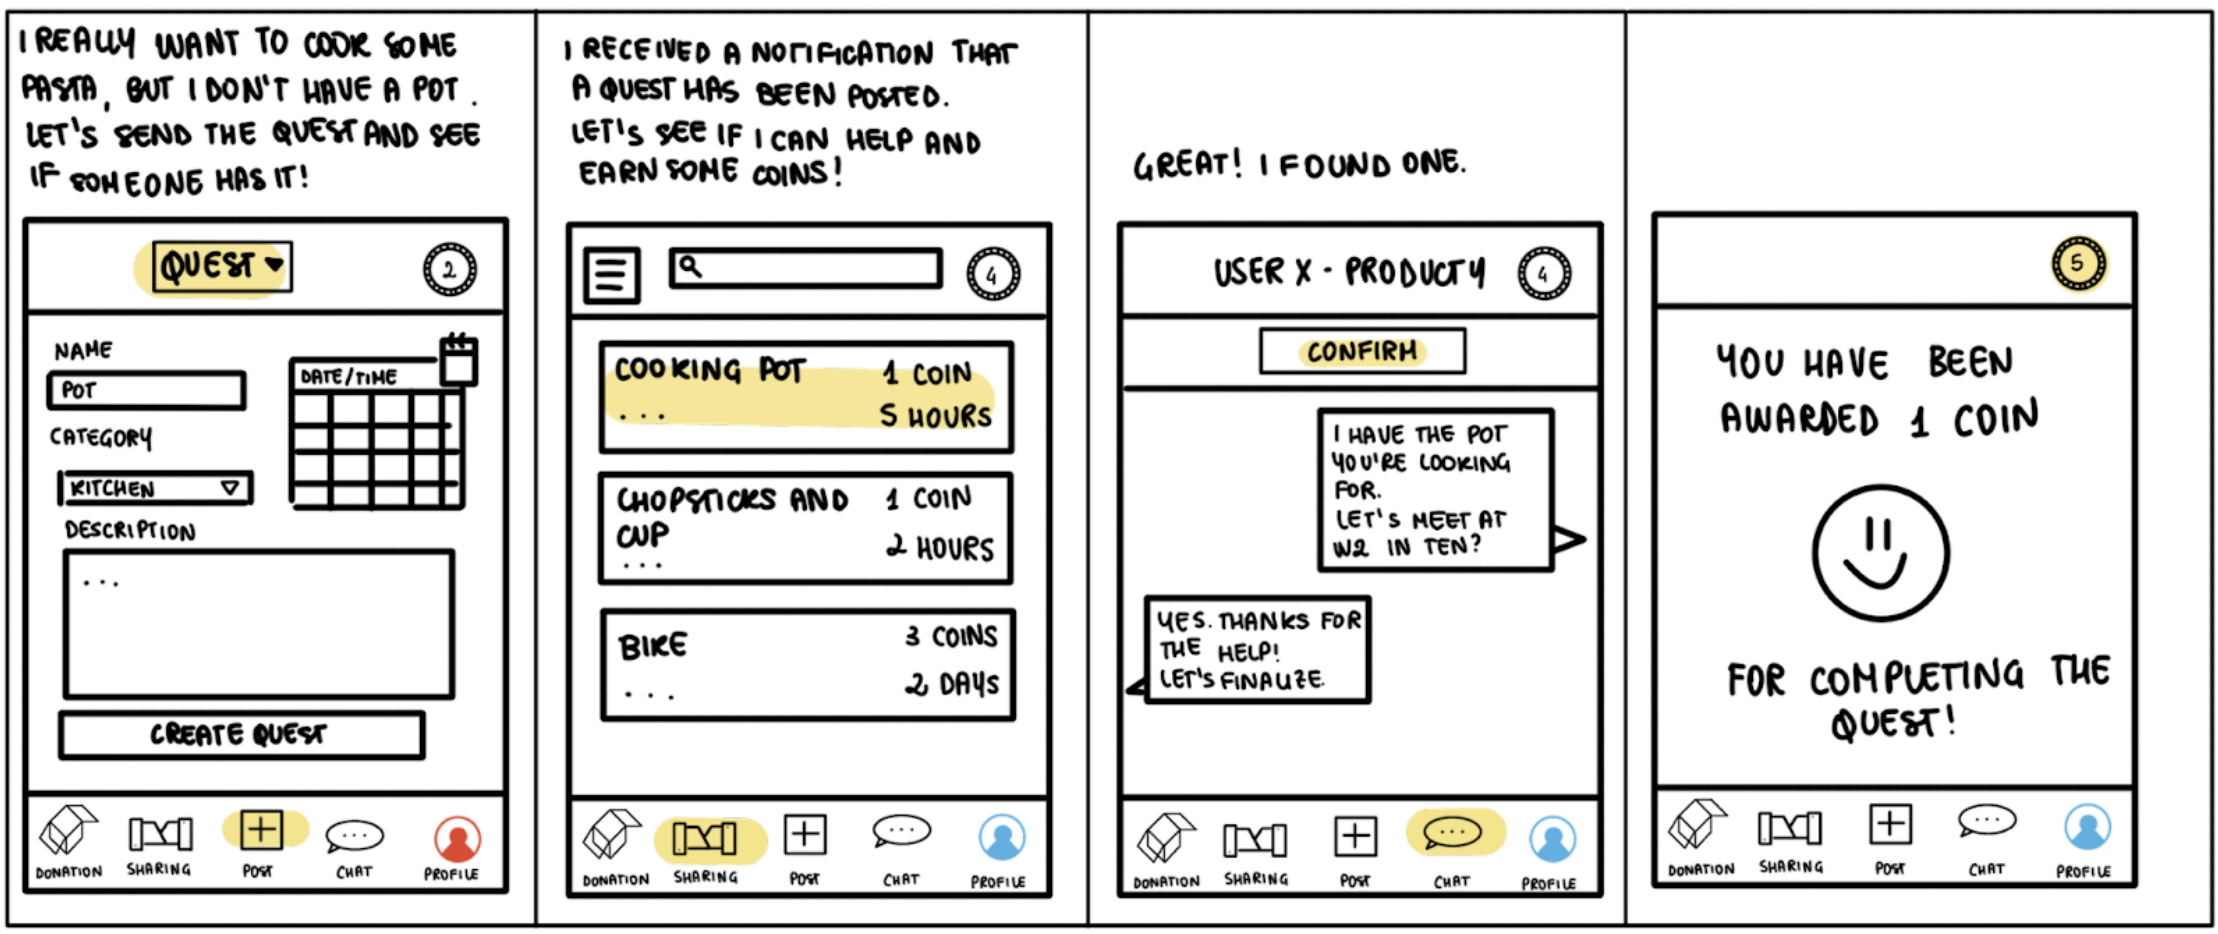 I REALLY WANT TO COOK SOME
PASTA, BUT I DON'T HAVE A POT.
LET'S SEND THE QUEST AND SEE
IF SOMEONE HAS IT!
QUEST
2
NAME
POT
DATE/TIME
CATEGORY
KITCHEN
DESCRIPTION
...
CREATE QUEST
DONATION
SHARING
POST
CHAT
PROFILE
I RECEIVED A NOTIFICATION THAT
A QUEST HAS BEEN POSTED.
LET'S SEE IF I CAN HELP AND
EARN SOME COINS!
4
COOKING POT 1 COIN
... 5 HOURS
CHOPSTICKS AND 1 COIN
CUP 2 HOURS
...
BIKE 3 COINS
... 2 DAYS
DONATION
SHARING
POST
CHAT
PROFILE
GREAT! I FOUND ONE.
USER X - PRODUCT Y
4
CONFIRM
I HAVE THE POT
YOU'RE LOOKING
FOR.
LET'S MEET AT
W2 IN TEN?
YES. THANKS FOR
THE HELP!
LET'S FINALIZE.
DONATION
SHARING
POST
CHAT
PROFILE
5
YOU HAVE BEEN
AWARDED 1 COIN
FOR COMPLETING THE
QUEST!
DONATION
SHARING
POST
CHAT
PROFILE